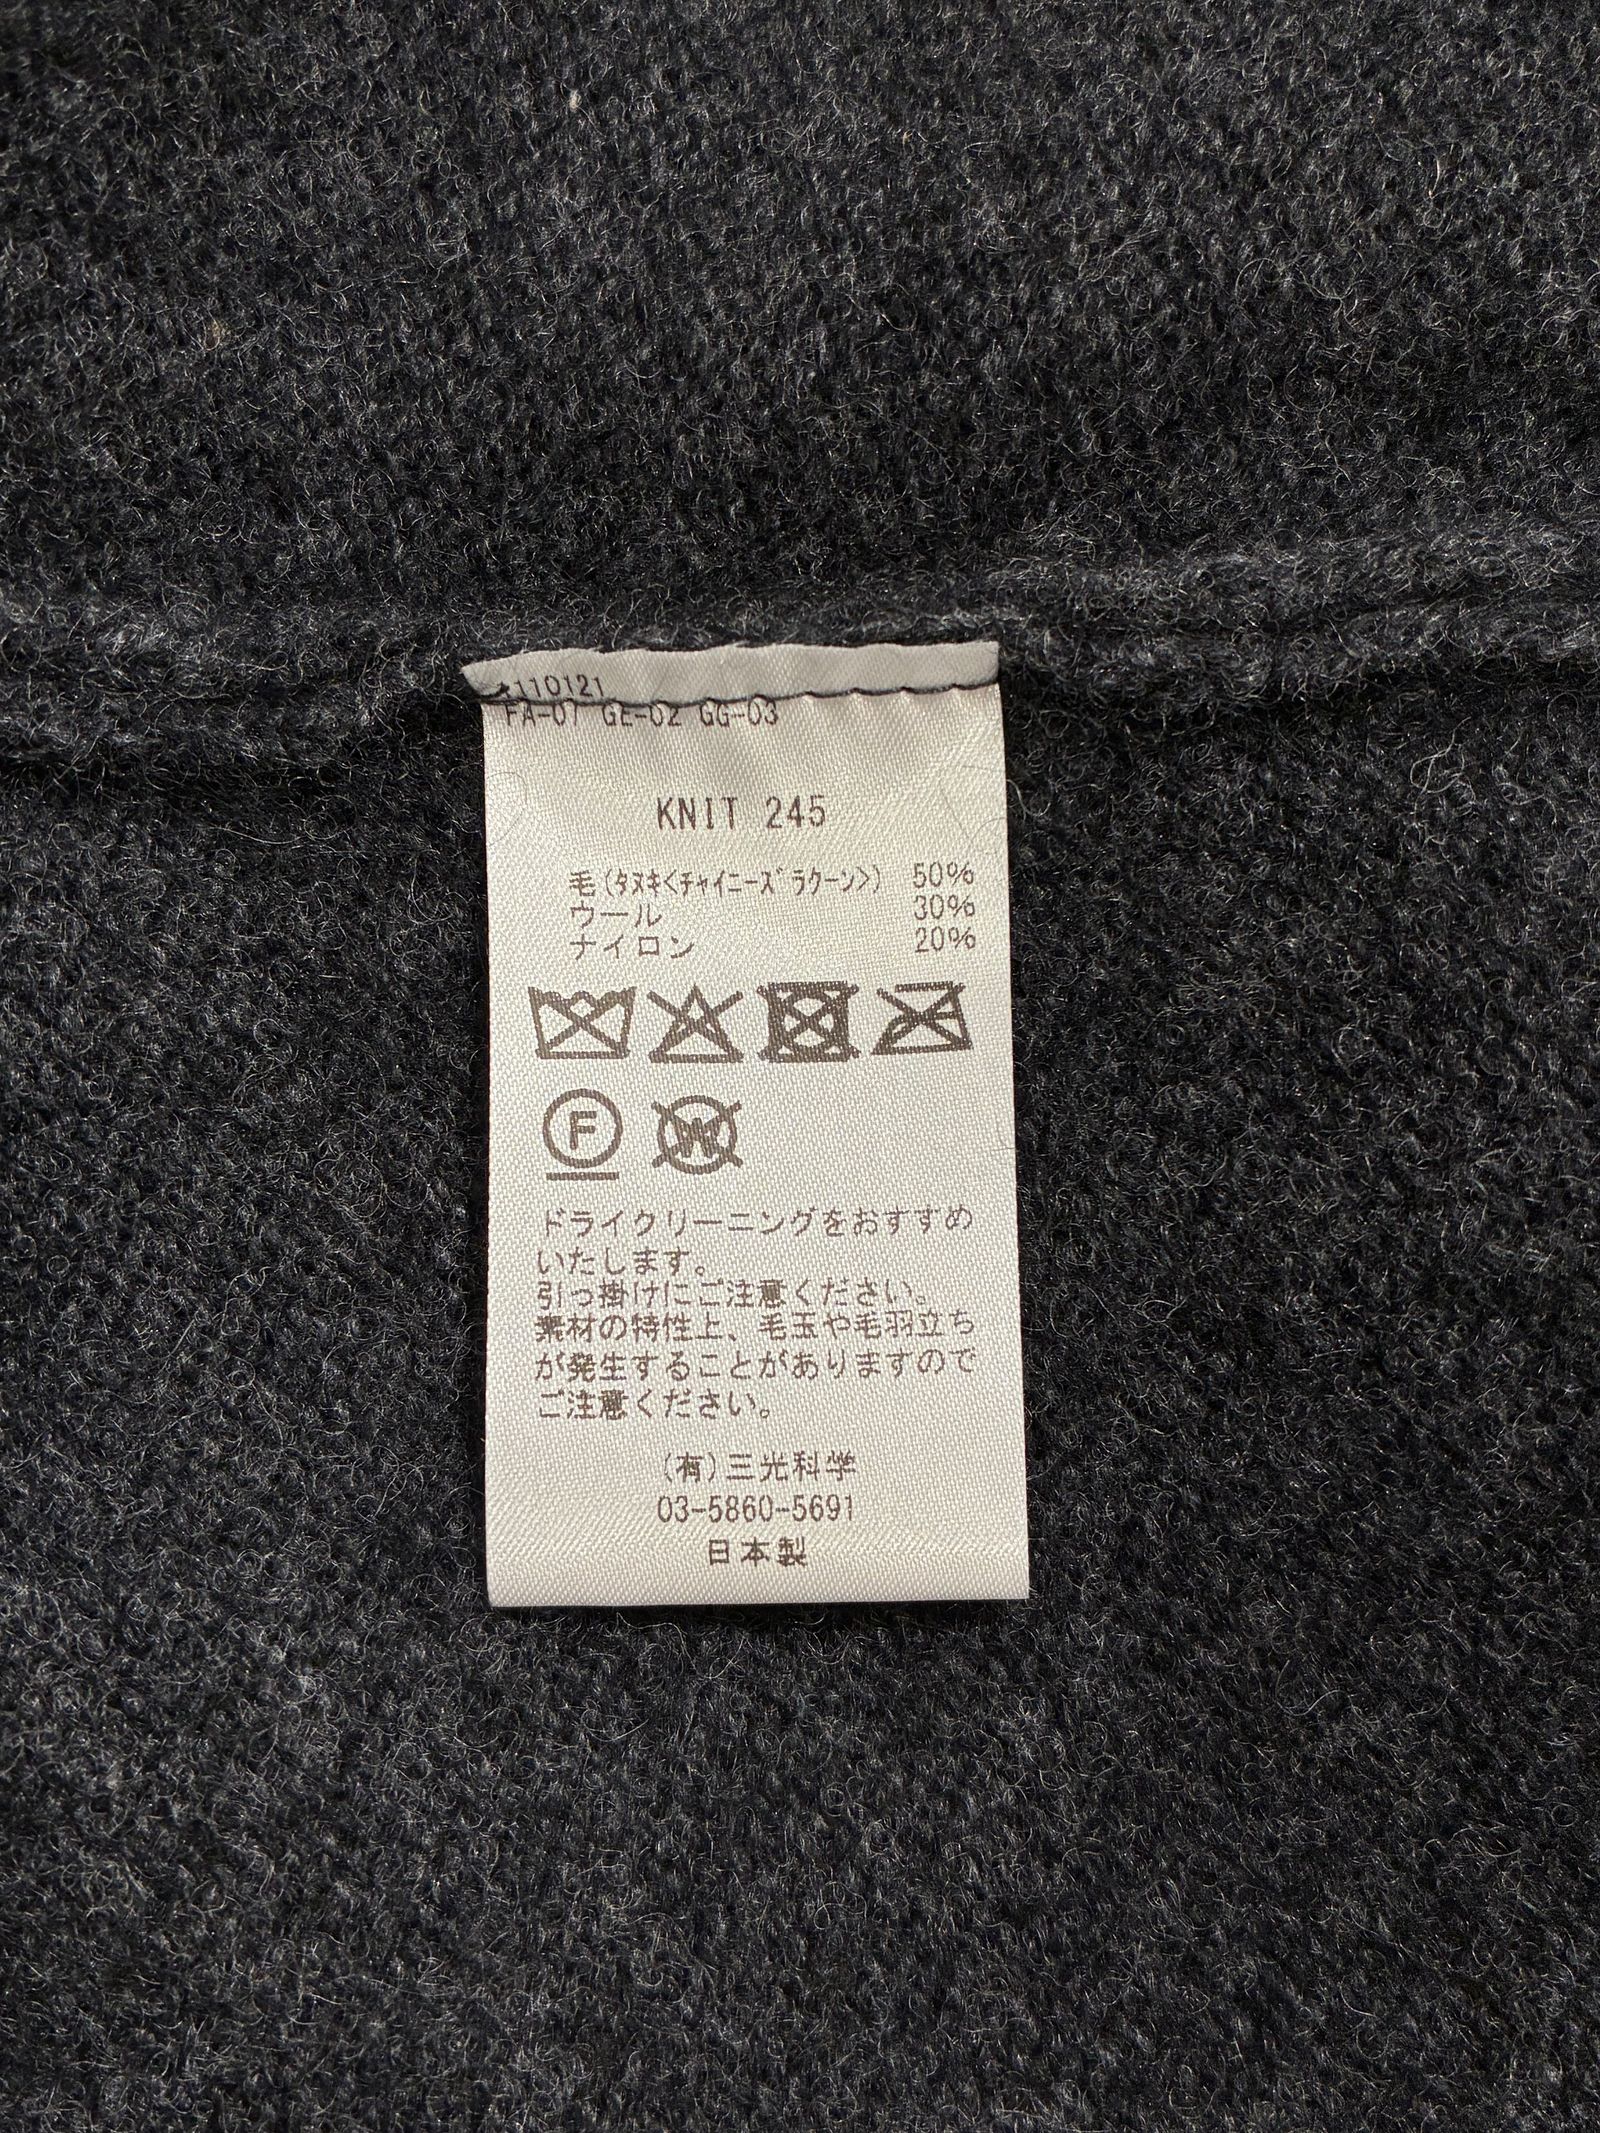 110121
FA-07 GE-02 GG-03
KNIT 245
毛(タヌキ<チャイニーズラクーン>) 50%
ウール 30%
ナイロン 20%
F W
ドライクリーニングをおすすめ
いたします。
引っ掛けにご注意ください。
素材の特性上、毛玉や毛羽立ち
が発生することがありますので
ご注意ください。
(有)三光科学
03-5860-5691
日本製